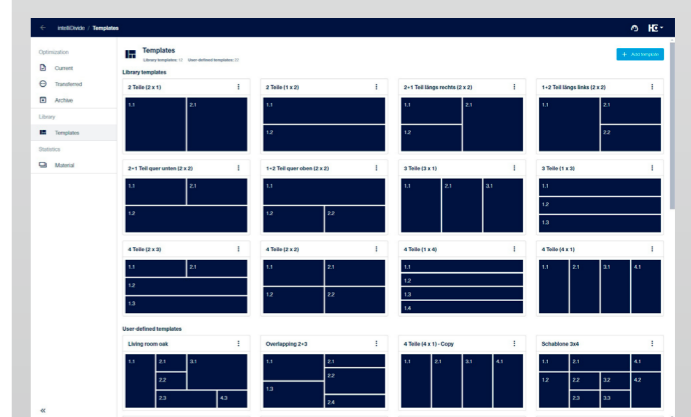 intelliDivide / Templates
Optimization
Current
Transferred
Archive
Library
Templates
Statistics
iMaterial
Templates
Library templates: 12 User-defined templates: 22
+ Add template
Library templates
2 Teile (2 x 1)
1.1 2.1
2 Teile (1 x 2)
1.1
1.2
2+1 Teil längs rechts (2 x 2)
1.1 2.1
1.2
1+2 Teil längs links (2 x 2)
1.1 2.1
2.2
2+1 Teil quer unten (2 x 2)
1.1 2.1
1.2
1+2 Teil quer oben (2 x 2)
1.1
1.2 2.2
3 Teile (3 x 1)
1.1 2.1 3.1
3 Teile (1 x 3)
1.1
1.2
1.3
4 Teile (2 x 3)
1.1 2.1
1.2
1.3
4 Teile (2 x 2)
1.1 2.1
1.2 2.2
4 Teile (1 x 4)
1.1
1.2
1.3
1.4
4 Teile (4 x 1)
1.1 2.1 3.1 4.1
User-defined templates
Living room oak
1.1 2.1 3.1
2.2
2.3 4.3
Overlapping 2+3
1.1 2.1
2.2
1.3
2.4
4 Teile (4 x 1) - Copy
1.1 2.1 3.1 4.1
Schablone 3x4
1.1 2.1 4.1
1.2 2.2 3.2 4.2
2.3 3.3